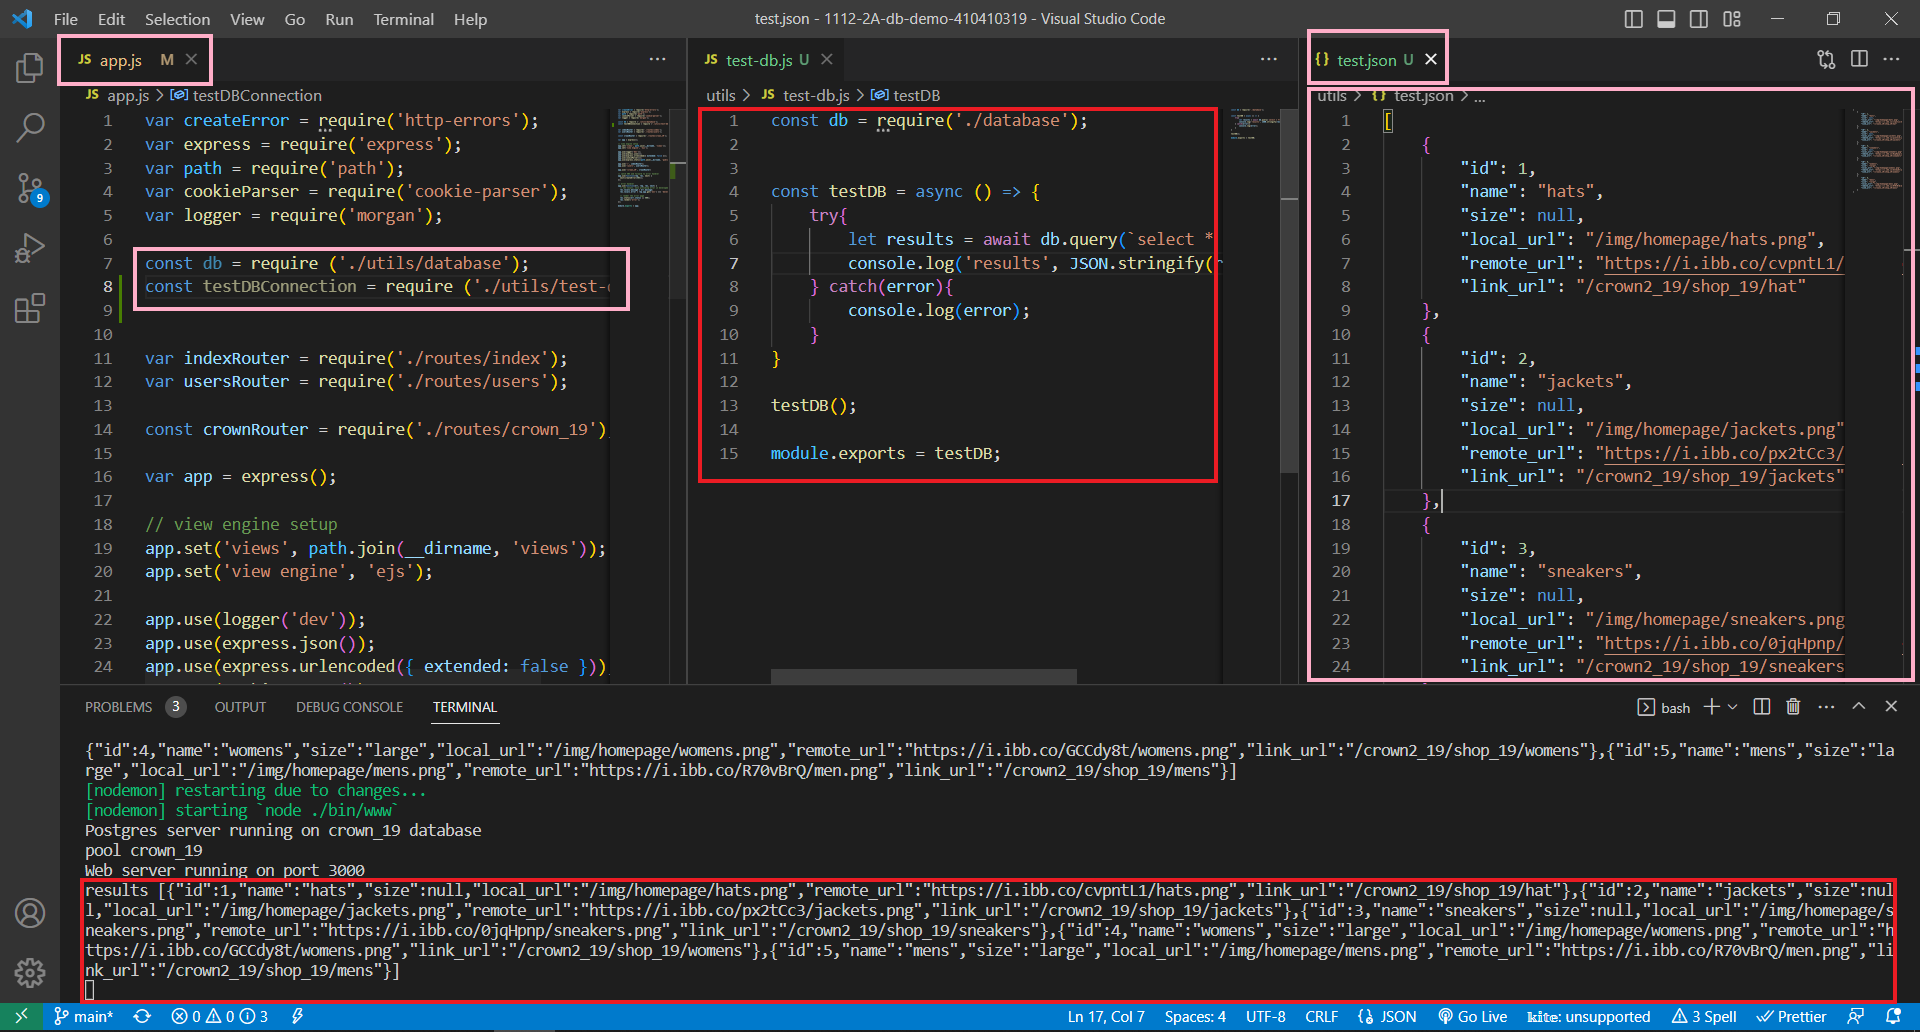 File Edit Selection View Go Run Terminal Help
test.json - 1112-2A-db-demo-410410319 - Visual Studio Code
JS app.js M
JS app.js > testDBConnection
1 var createError = require('http-errors');
2 var express = require('express');
3 var path = require('path');
4 var cookieParser = require('cookie-parser');
5 var logger = require('morgan');
6
7 const db = require ('./utils/database');
8 const testDBConnection = require ('./utils/test-
9
10
11 var indexRouter = require('./routes/index');
12 var usersRouter = require('./routes/users');
13
14 const crownRouter = require('./routes/crown_19')
15
16 var app = express();
17
18 // view engine setup
19 app.set('views', path.join(__dirname, 'views'));
20 app.set('view engine', 'ejs');
21
22 app.use(logger('dev'));
23 app.use(express.json());
24 app.use(express.urlencoded({ extended: false }))
JS test-db.js U
utils > JS test-db.js > testDB
1 const db = require('./database');
2
3
4 const testDB = async () => {
5 try{
6 let results = await db.query(`select *
7 console.log('results', JSON.stringify(r
8 } catch(error){
9 console.log(error);
10 }
11 }
12
13 testDB();
14
15 module.exports = testDB;
{} test.json U
utils > {} test.json > ...
1 [
2 {
3 "id": 1,
4 "name": "hats",
5 "size": null,
6 "local_url": "/img/homepage/hats.png",
7 "remote_url": "https://i.ibb.co/cvpntL1/
8 "link_url": "/crown2_19/shop_19/hat"
9 },
10 {
11 "id": 2,
12 "name": "jackets",
13 "size": null,
14 "local_url": "/img/homepage/jackets.png"
15 "remote_url": "https://i.ibb.co/px2tCc3/
16 "link_url": "/crown2_19/shop_19/jackets"
17 },
18 {
19 "id": 3,
20 "name": "sneakers",
21 "size": null,
22 "local_url": "/img/homepage/sneakers.png
23 "remote_url": "https://i.ibb.co/0jqHpnp/
24 "link_url": "/crown2_19/shop_19/sneakers
PROBLEMS 3 OUTPUT DEBUG CONSOLE TERMINAL
bash
{"id":4,"name":"womens","size":"large","local_url":"/img/homepage/womens.png","remote_url":"https://i.ibb.co/GCCdy8t/womens.png","link_url":"/crown2_19/shop_19/womens"},{"id":5,"name":"mens","size":"la
rge","local_url":"/img/homepage/mens.png","remote_url":"https://i.ibb.co/R70vBrQ/men.png","link_url":"/crown2_19/shop_19/mens"}]
[nodemon] restarting due to changes...
[nodemon] starting `node ./bin/www`
Postgres server running on crown_19 database
pool crown_19
Web server running on port 3000
results [{"id":1,"name":"hats","size":null,"local_url":"/img/homepage/hats.png","remote_url":"https://i.ibb.co/cvpntL1/hats.png","link_url":"/crown2_19/shop_19/hat"},{"id":2,"name":"jackets","size":nul
l,"local_url":"/img/homepage/jackets.png","remote_url":"https://i.ibb.co/px2tCc3/jackets.png","link_url":"/crown2_19/shop_19/jackets"},{"id":3,"name":"sneakers","size":null,"local_url":"/img/homepage/s
neakers.png","remote_url":"https://i.ibb.co/0jqHpnp/sneakers.png","link_url":"/crown2_19/shop_19/sneakers"},{"id":4,"name":"womens","size":"large","local_url":"/img/homepage/womens.png","remote_url":"h
ttps://i.ibb.co/GCCdy8t/womens.png","link_url":"/crown2_19/shop_19/womens"},{"id":5,"name":"mens","size":"large","local_url":"/img/homepage/mens.png","remote_url":"https://i.ibb.co/R70vBrQ/men.png","li
nk_url":"/crown2_19/shop_19/mens"}]
9
main* 0 0 3
Ln 17, Col 7 Spaces: 4 UTF-8 CRLF {} JSON Go Live kite: unsupported 3 Spell Prettier